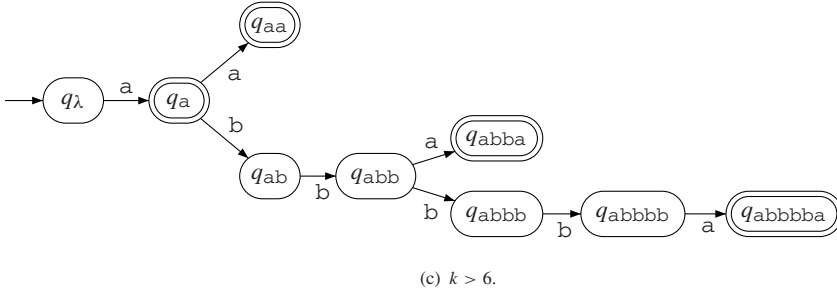 q_aa
a
q_λ
a
q_a
b
a
q_abba
q_ab
b
q_abb
b
q_abbb
b
q_abbbb
a
q_abbbba
(c) k > 6.